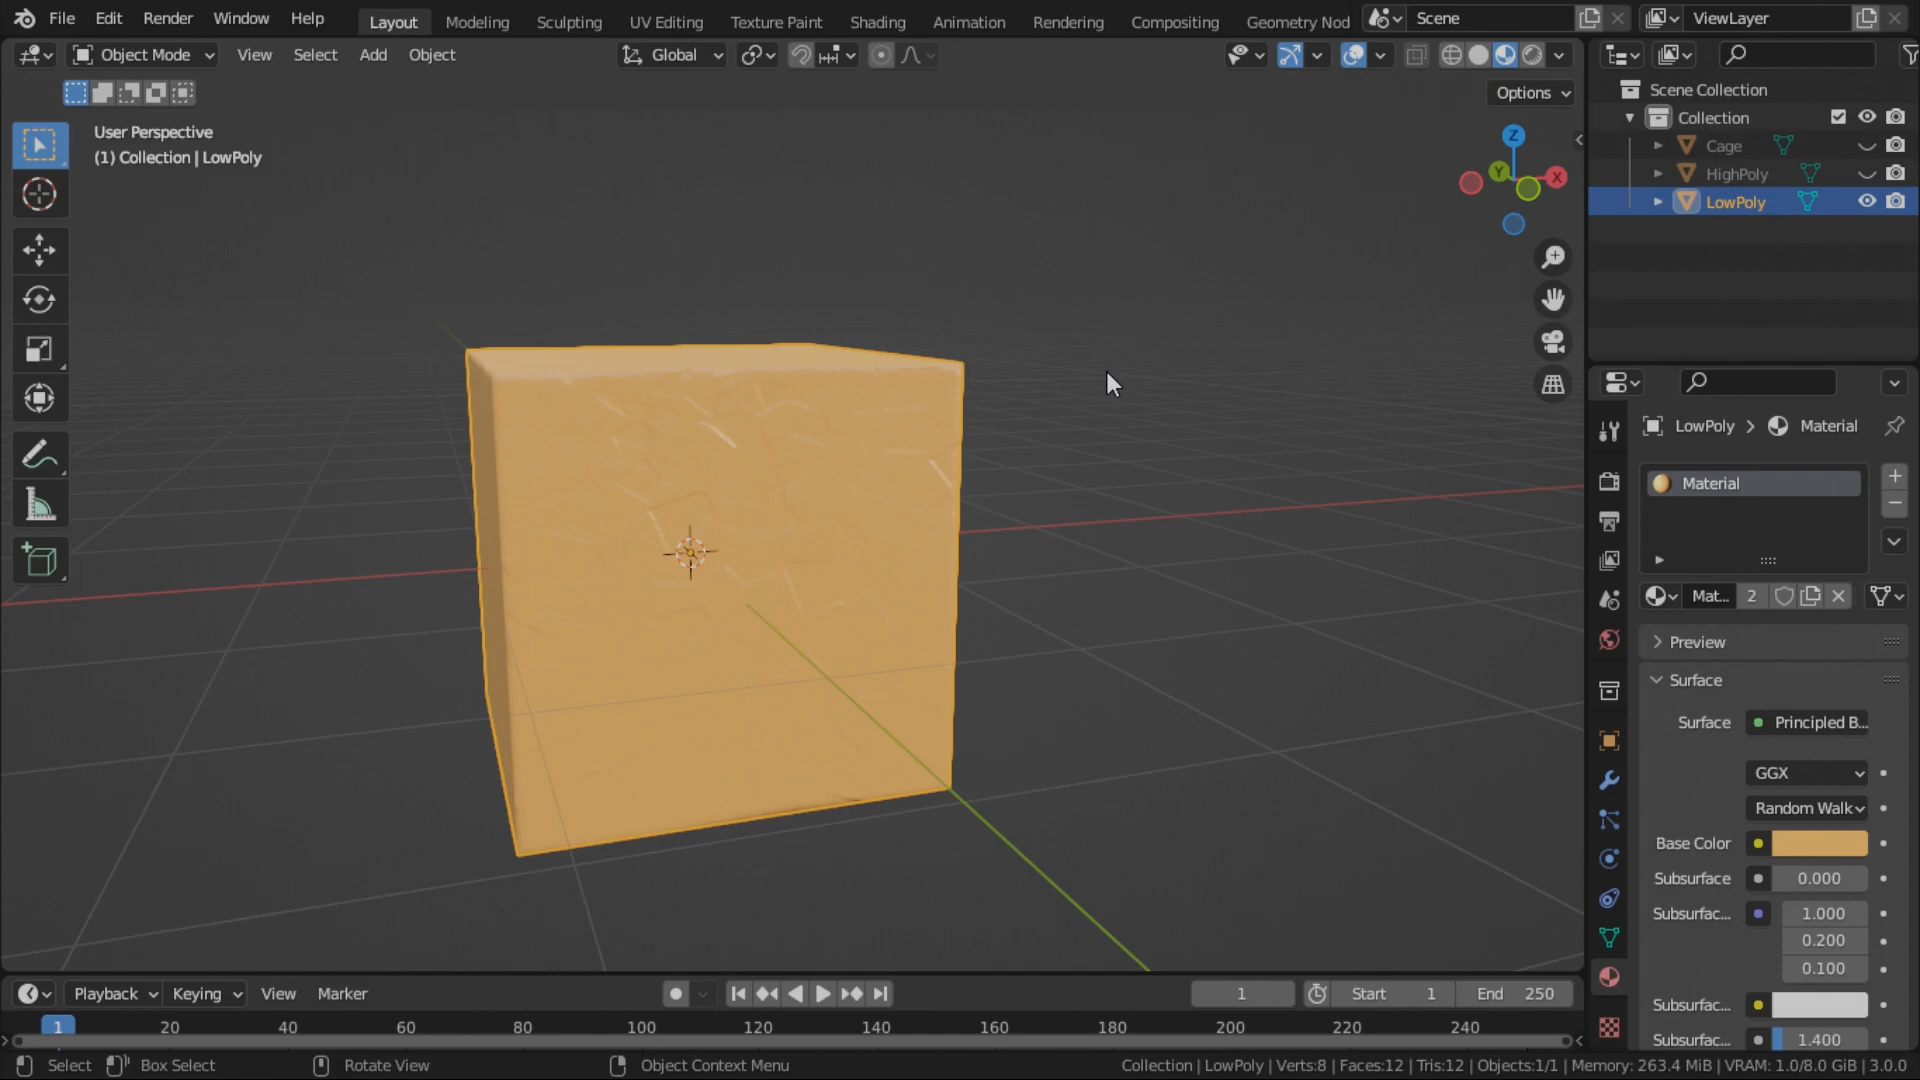 File Edit Render Window Help Layout Modeling Sculpting UV Editing Texture Paint Shading Animation Rendering Compositing Geometry Nod Scene ViewLayer
Object Mode View Select Add Object Global
Options
User Perspective
(1) Collection | LowPoly
Z
Y
X
Scene Collection
Collection
Cage
HighPoly
LowPoly
LowPoly > Material
Material
Mat... 2
Preview
Surface
Surface Principled B...
GGX
Random Walk
Base Color
Subsurface 0.000
Subsurfac... 1.000
0.200
0.100
Subsurfac...
Subsurfac... 1.400
Playback Keying View Marker 1 Start 1 End 250
1 20 40 60 80 100 120 140 160 180 200 220 240
Select Box Select Rotate View Object Context Menu Collection | LowPoly | Verts:8 | Faces:12 | Tris:12 | Objects:1/1 | Memory: 263.4 MiB | VRAM: 1.0/8.0 GiB | 3.0.0